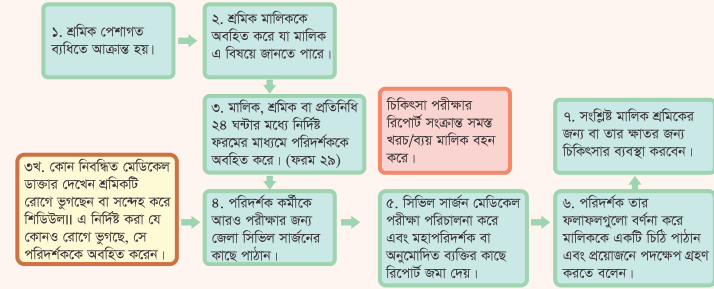 ১. শ্রমিক পেশাগত
ব্যধিতে আক্রান্ত হয়।
২. শ্রমিক মালিককে
অবহিত করে যা মালিক
এ বিষয়ে জানতে পারে।
৩. মালিক, শ্রমিক বা প্রতিনিধি
২৪ ঘন্টার মধ্যে নির্দিষ্ট
ফরমের মাধ্যমে পরিদর্শককে
অবহিত করে। (ফরম ২৯)
চিকিৎসা পরীক্ষার
রিপোর্ট সংক্রান্ত সমস্ত
খরচ/ব্যয় মালিক বহন
করে।
৩খ. কোন নিবন্ধিত মেডিকেল
ডাক্তার দেখেন শ্রমিকটি
রোগে ভুগছেন বা সন্দেহ করে
শিডিউল।। এ নির্দিষ্ট করা যে
কোনও রোগে ভুগছে, সে
পরিদর্শককে অবহিত করেন।
৪. পরিদর্শক কর্মীকে
আরও পরীক্ষার জন্য
জেলা সিভিল সার্জনের
কাছে পাঠান।
৫. সিভিল সার্জন মেডিকেল
পরীক্ষা পরিচালনা করে
এবং মহাপরিদর্শক বা
অনুমোদিত ব্যক্তির কাছে
রিপোর্ট জমা দেয়।
৬. পরিদর্শক তার
ফলাফলগুলো বর্ণনা করে
মালিককে একটি চিঠি পাঠান
এবং প্রয়োজনে পদক্ষেপ গ্রহণ
করতে বলেন।
৭. সংশ্লিষ্ট মালিক শ্রমিকের
জন্য বা তার ক্ষতির জন্য
চিকিৎসার ব্যবস্থা করবেন।